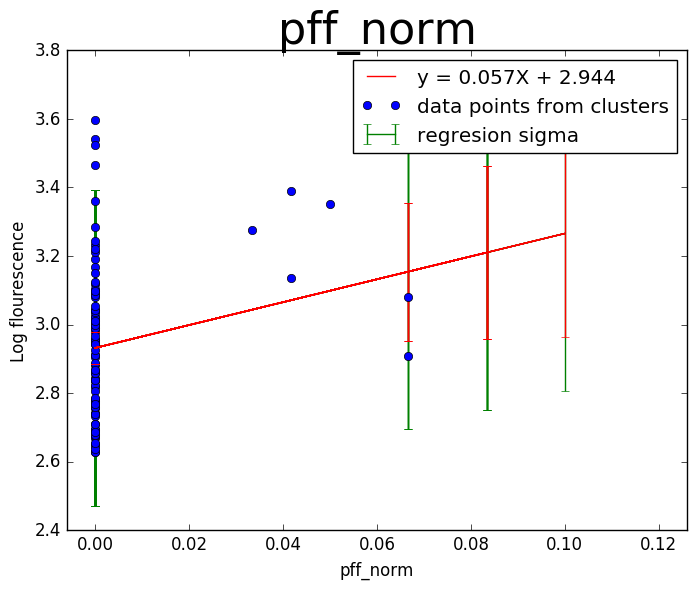 pff_norm
y = 0.057X + 2.944
data points from clusters
regresion sigma
3.8
3.6
3.4
3.2
3.0
2.8
2.6
2.4
Log flourescence
0.00 0.02 0.04 0.06 0.08 0.10 0.12
pff_norm